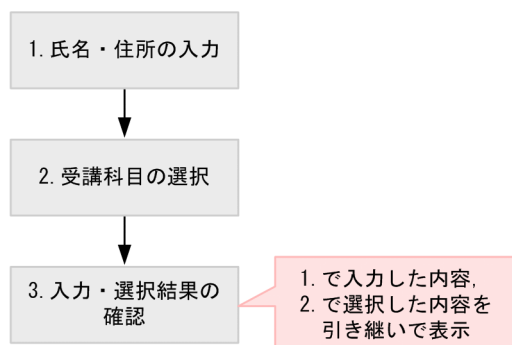 1. 氏名・住所の入力
2. 受講科目の選択
3. 入力・選択結果の
確認
1. で入力した内容,
2. で選択した内容を
引き継いで表示